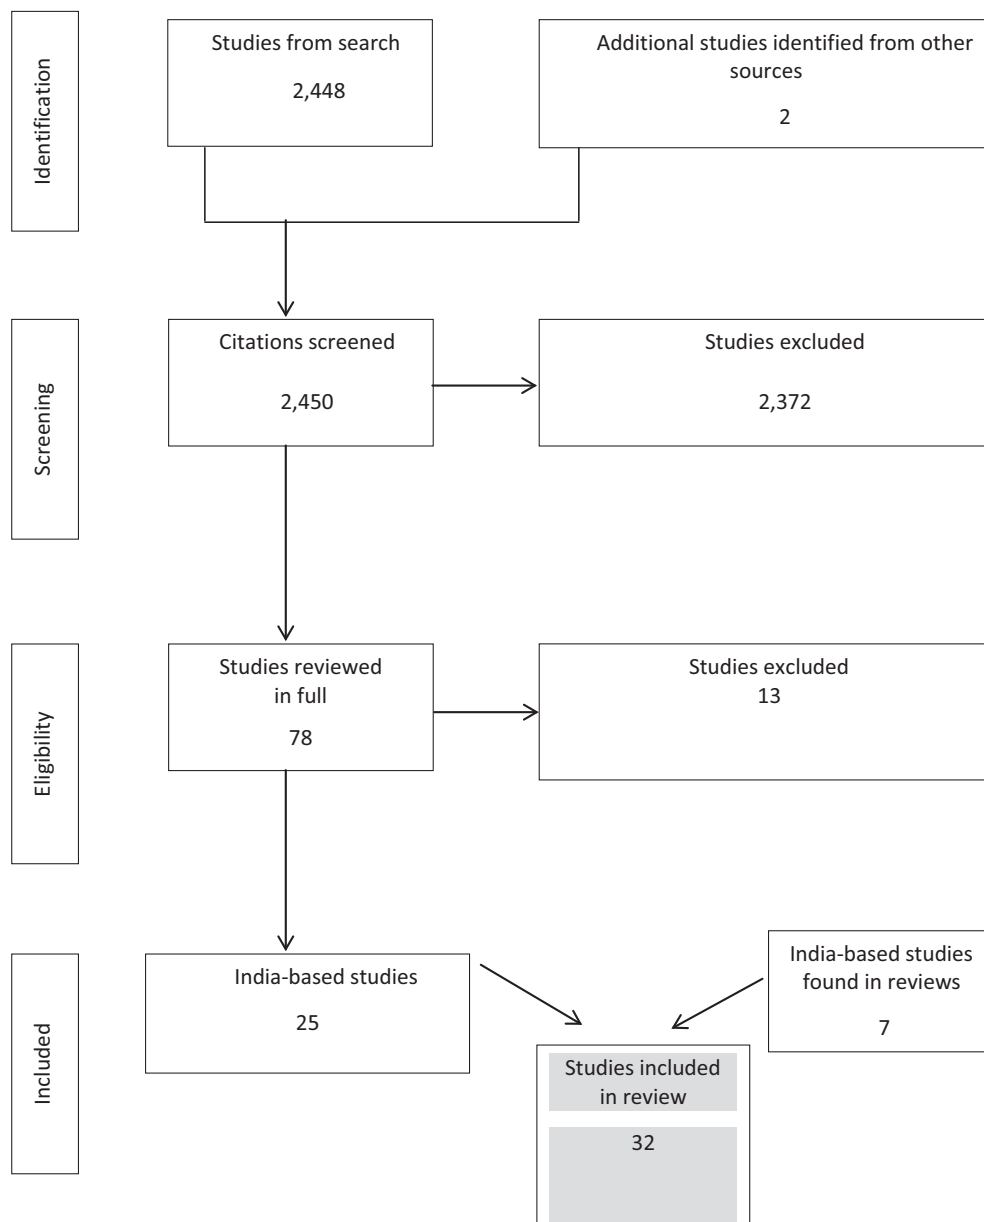 Identification
Studies from search
2,448
Additional studies identified from other
sources
2
Screening
Citations screened
2,450
Studies excluded
2,372
Eligibility
Studies reviewed
in full
78
Studies excluded
13
Included
India-based studies
25
India-based studies
found in reviews
7
Studies included
in review
32